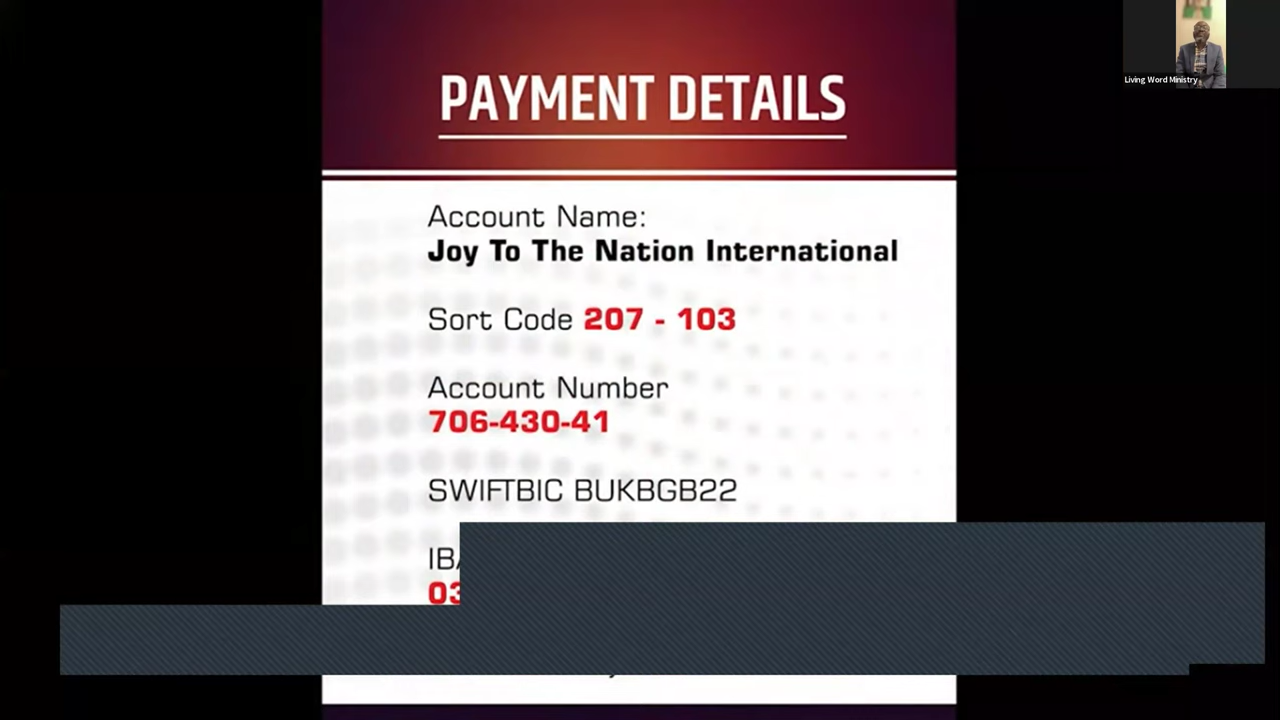 Living Word Ministry
PAYMENT DETAILS
Account Name:
Joy To The Nation International
Sort Code 207 - 103
Account Number
706-430-41
SWIFTBIC BUKBGB22